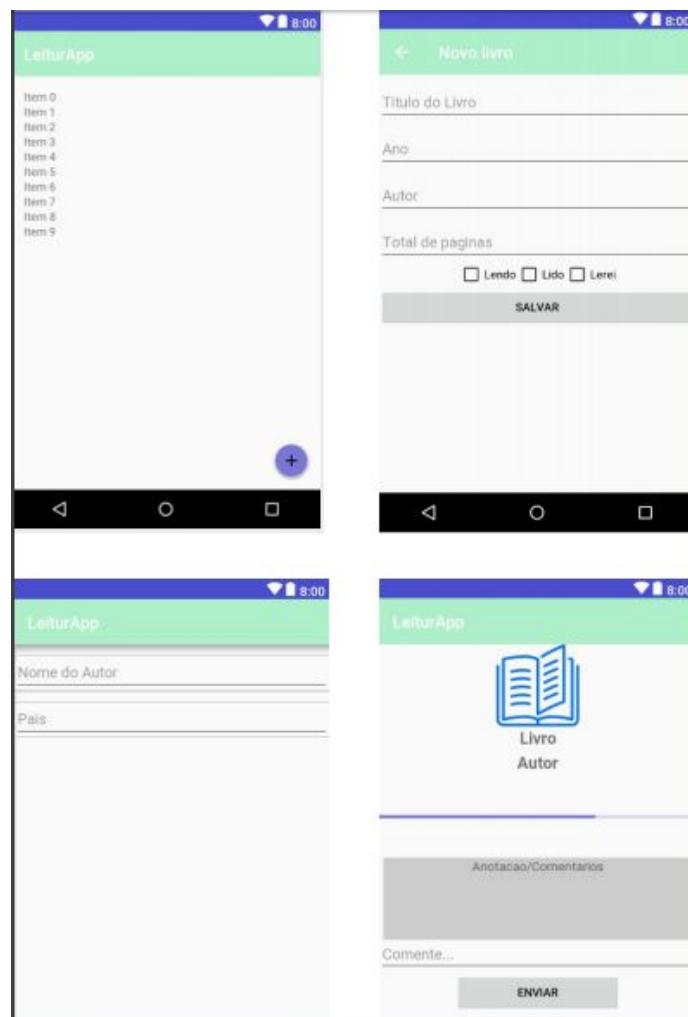 8:00
LeiturApp
Item 0
Item 1
Item 2
Item 3
Item 4
Item 5
Item 6
Item 7
Item 8
Item 9
+
8:00
Novo livro
Titulo do Livro
Ano
Autor
Total de paginas
Lendo Lido Lerei
SALVAR
8:00
LeiturApp
Nome do Autor
Pais
8:00
LeiturApp
Livro
Autor
Anotacao/Comentarios
Comente...
ENVIAR